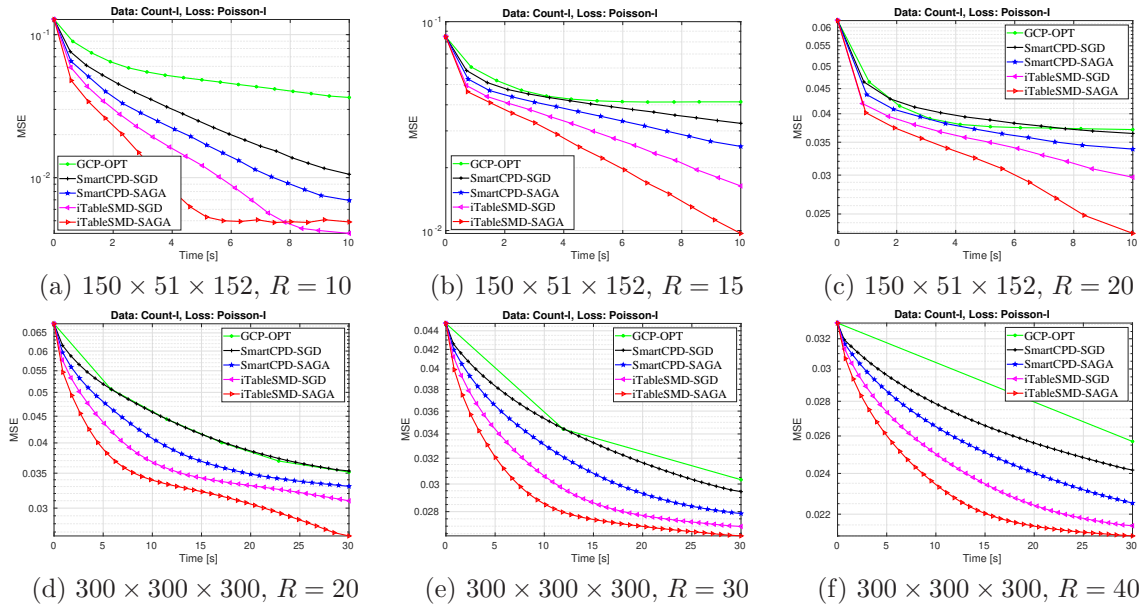 Data: Count-I, Loss: Poisson-I
10^{-1}
10^{-2}
MSE
GCP-OPT
SmartCPD-SGD
SmartCPD-SAGA
iTableSMD-SGD
iTableSMD-SAGA
0 2 4 6 8 10
Time [s]
(a) 150 × 51 × 152, R = 10
Data: Count-I, Loss: Poisson-I
10^{-1}
10^{-2}
MSE
GCP-OPT
SmartCPD-SGD
SmartCPD-SAGA
iTableSMD-SGD
iTableSMD-SAGA
0 2 4 6 8 10
Time [s]
(b) 150 × 51 × 152, R = 15
Data: Count-I, Loss: Poisson-I
0.06
0.055
0.05
0.045
0.04
0.035
0.03
0.025
MSE
GCP-OPT
SmartCPD-SGD
SmartCPD-SAGA
iTableSMD-SGD
iTableSMD-SAGA
0 2 4 6 8 10
Time [s]
(c) 150 × 51 × 152, R = 20
Data: Count-I, Loss: Poisson-I
0.065
0.06
0.055
0.05
0.045
0.04
0.035
0.03
MSE
GCP-OPT
SmartCPD-SGD
SmartCPD-SAGA
iTableSMD-SGD
iTableSMD-SAGA
0 5 10 15 20 25 30
Time [s]
(d) 300 × 300 × 300, R = 20
Data: Count-I, Loss: Poisson-I
0.044
0.04
0.038
0.036
0.034
0.032
0.03
0.028
MSE
GCP-OPT
SmartCPD-SGD
SmartCPD-SAGA
iTableSMD-SGD
iTableSMD-SAGA
0 5 10 15 20 25 30
Time [s]
(e) 300 × 300 × 300, R = 30
Data: Count-I, Loss: Poisson-I
0.032
0.03
0.028
0.026
0.024
0.022
MSE
GCP-OPT
SmartCPD-SGD
SmartCPD-SAGA
iTableSMD-SGD
iTableSMD-SAGA
0 5 10 15 20 25 30
Time [s]
(f) 300 × 300 × 300, R = 40